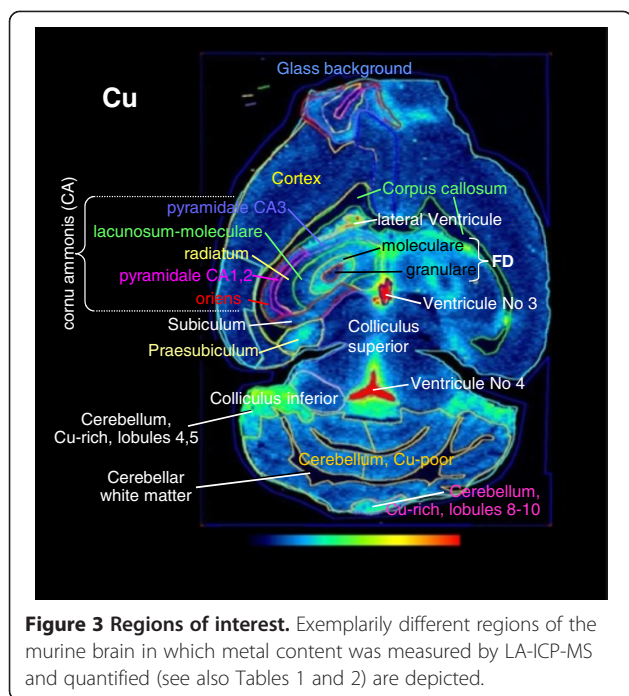 Glass background
Cu
Cortex
Corpus callosum
pyramidale CA3
lateral Ventricule
lacunosum-moleculare
moleculare
radiatum
FD
granulare
pyramidale CA1,2
cornu ammonis (CA)
oriens
Ventricule No 3
Subiculum
Colliculus
superior
Praesubiculum
Ventricule No 4
Colliculus inferior
Cerebellum,
Cu-rich, lobules 4,5
Cerebellum, Cu-poor
Cerebellar
white matter
Cerebellum,
Cu-rich, lobules 8-10
Figure 3 Regions of interest. Exemplarily different regions of the
murine brain in which metal content was measured by LA-ICP-MS
and quantified (see also Tables 1 and 2) are depicted.